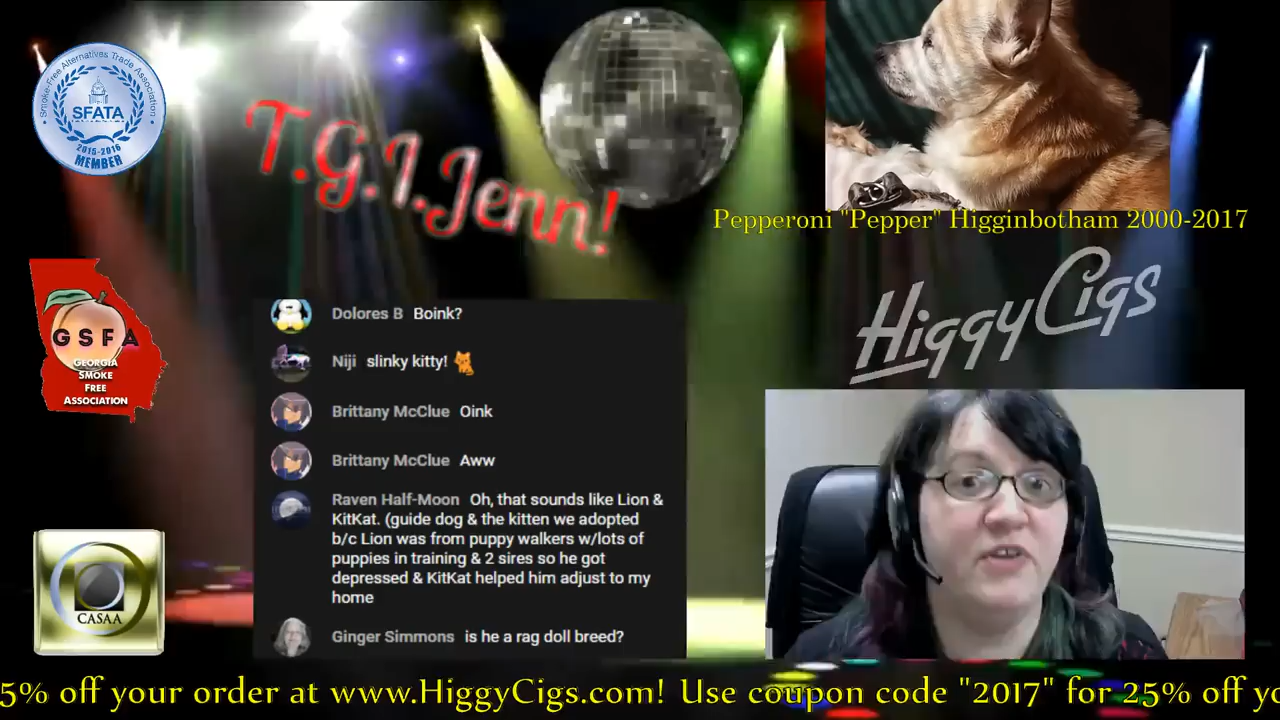 Smoke-Free Alternatives Trade Association
SFATA
2015-2016
MEMBER
T.G.I.Jenn!
Pepperoni "Pepper" Higginbotham 2000-2017
HiggyCigs
GSFA
GEORGIA
SMOKE
FREE
ASSOCIATION
Dolores B Boink?
Niji slinky kitty! 🐈
Brittany McClue Oink
Brittany McClue Aww
Raven Half-Moon Oh, that sounds like Lion &
KitKat. (guide dog & the kitten we adopted
b/c Lion was from puppy walkers w/lots of
puppies in training & 2 sires so he got
depressed & KitKat helped him adjust to my
home
Ginger Simmons is he a rag doll breed?
CASAA
5% off your order at www.HiggyCigs.com! Use coupon code "2017" for 25% off yo